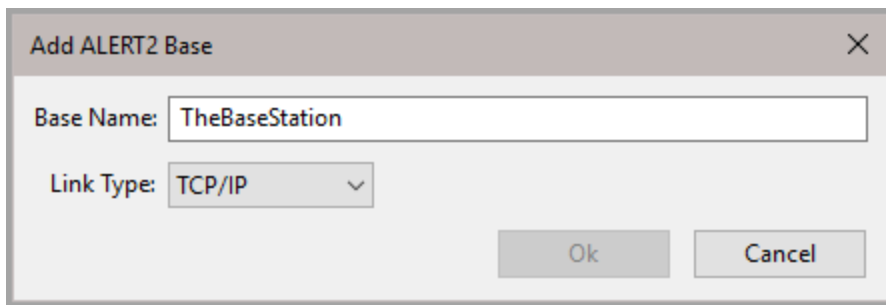 Add ALERT2 Base
Base Name: TheBaseStation
Link Type: TCP/IP
Ok Cancel